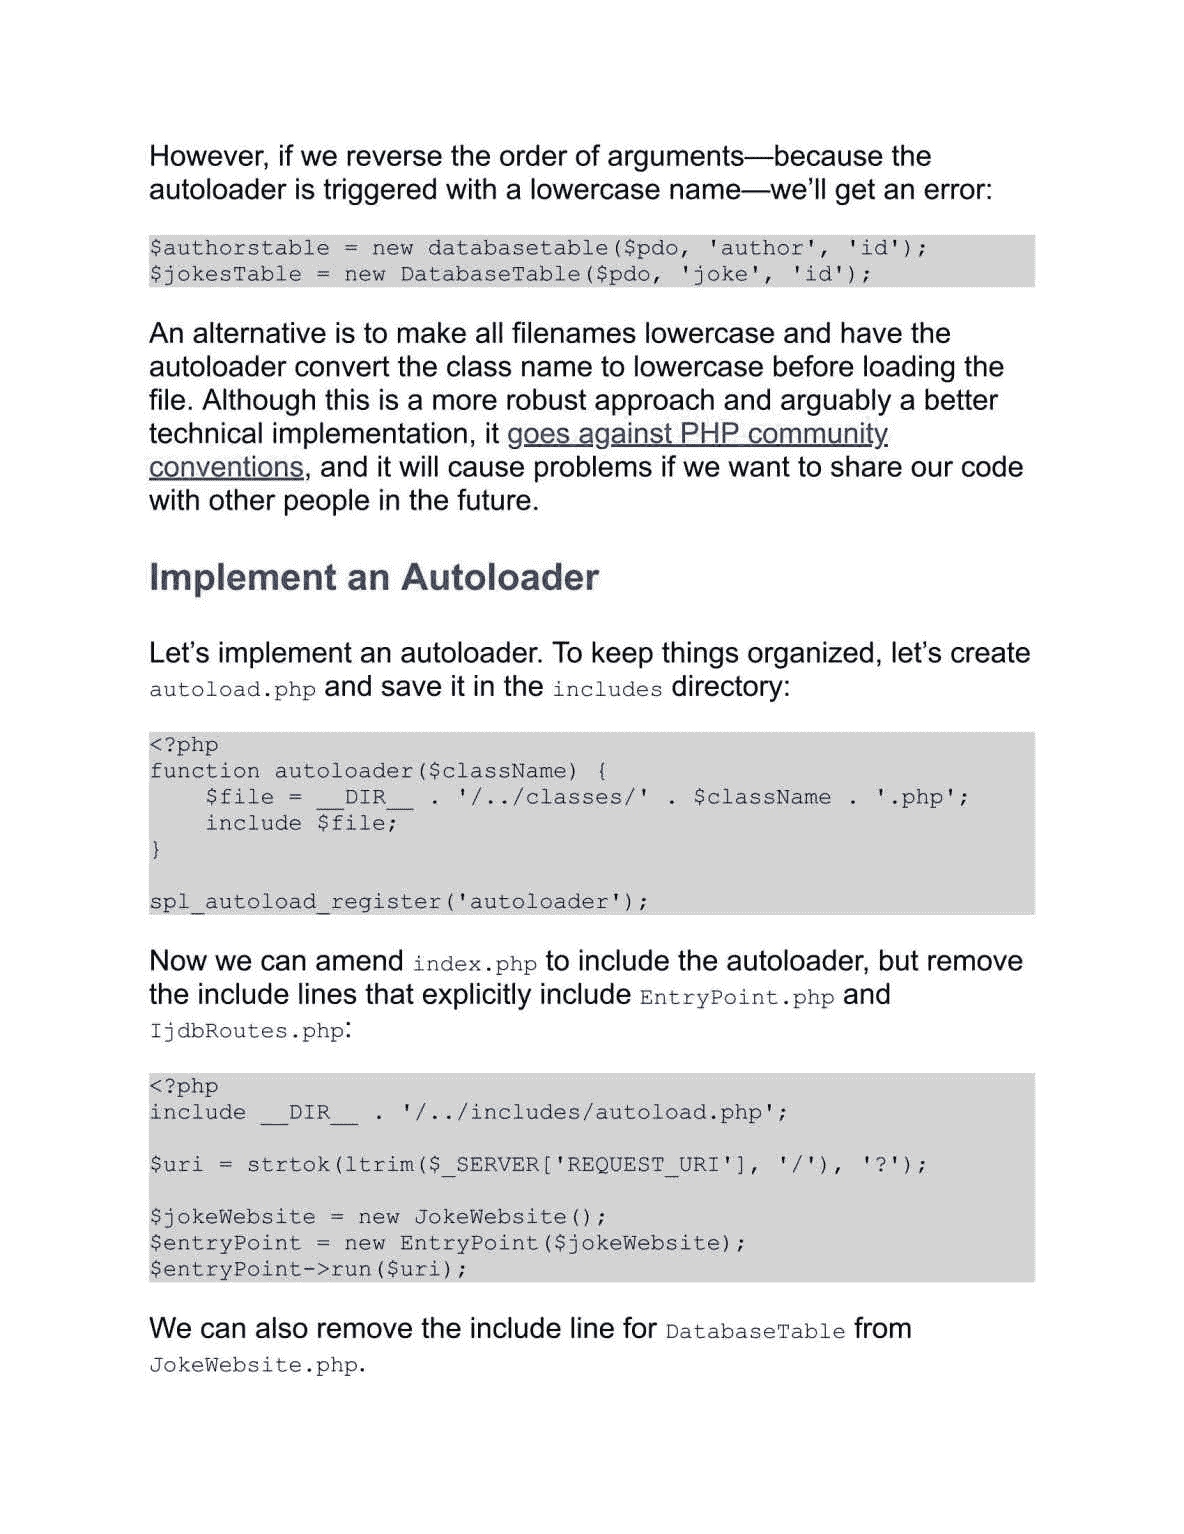 However, if we reverse the order of arguments—because the
autoloader is triggered with a lowercase name—we’ll get an error:
$authorstable = new databasetable($pdo, 'author', 'id');
$jokesTable = new DatabaseTable($pdo, 'joke', 'id');
An alternative is to make all filenames lowercase and have the
autoloader convert the class name to lowercase before loading the
file. Although this is a more robust approach and arguably a better
technical implementation, it goes against PHP community
conventions, and it will cause problems if we want to share our code
with other people in the future.
Implement an Autoloader
Let’s implement an autoloader. To keep things organized, let’s create
autoload.php and save it in the includes directory:
<?php
function autoloader($className) {
    $file = __DIR__ . '/../classes/' . $className . '.php';
    include $file;
}
spl_autoload_register('autoloader');
Now we can amend index.php to include the autoloader, but remove
the include lines that explicitly include EntryPoint.php and
IjdbRoutes.php:
<?php
include __DIR__ . '/../includes/autoload.php';
$uri = strtok(ltrim($_SERVER['REQUEST_URI'], '/'), '?');
$jokeWebsite = new JokeWebsite();
$entryPoint = new EntryPoint($jokeWebsite);
$entryPoint->run($uri);
We can also remove the include line for DatabaseTable from
JokeWebsite.php.